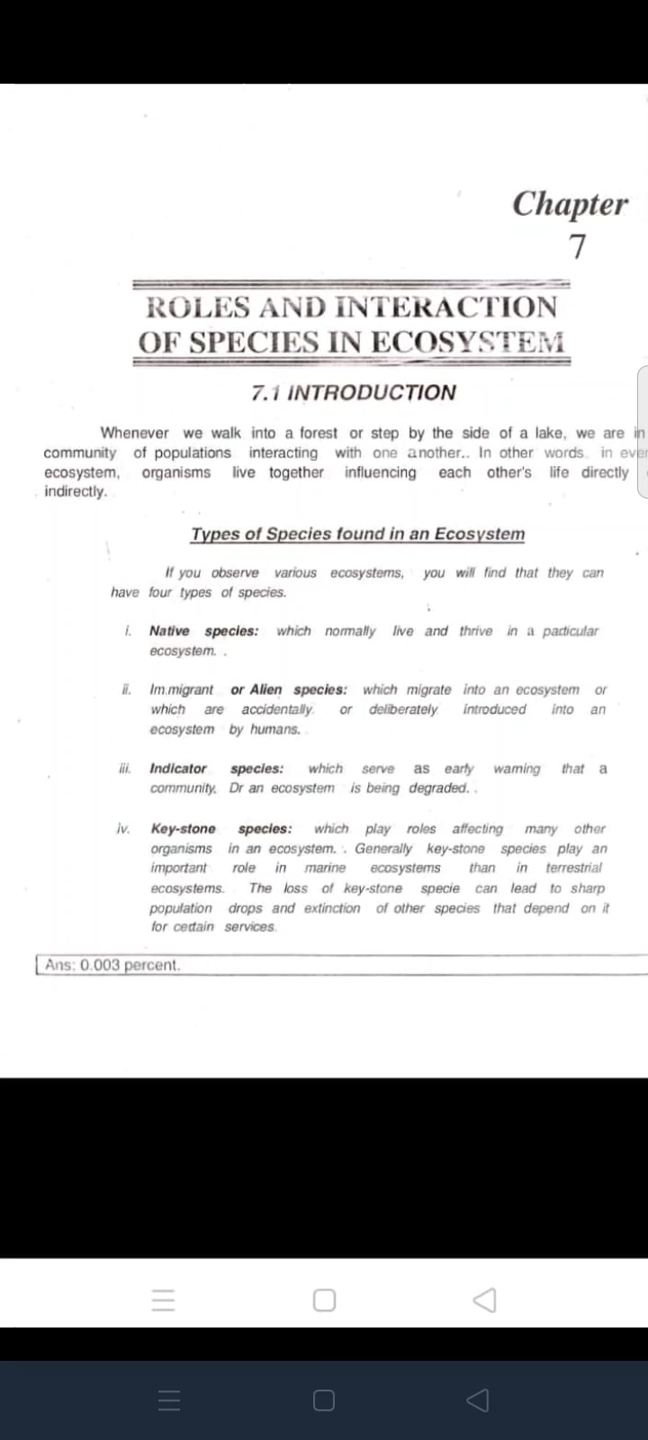 Chapter
7
ROLES AND INTERACTION
OF SPECIES IN ECOSYSTEM
7.1 INTRODUCTION
Whenever we walk into a forest or step by the side of a lake, we are in
community of populations interacting with one another.. In other words in ever
ecosystem, organisms live together influencing each other's life directly
indirectly.
Types of Species found in an Ecosystem
If you observe various ecosystems, you will find that they can
have four types of species.
i. Native species: which normally live and thrive in a particular
ecosystem. .
ii. Im.migrant or Alien species: which migrate into an ecosystem or
which are accidentally or deliberately introduced into an
ecosystem by humans.
iii. Indicator species: which serve as early warning that a
community. Dr an ecosystem is being degraded. .
iv. Key-stone species: which play roles affecting many other
organisms in an ecosystem. . Generally key-stone species play an
important role in marine ecosystems than in terrestrial
ecosystems. The loss of key-stone specie can lead to sharp
population drops and extinction of other species that depend on it
for certain services.
Ans: 0.003 percent.